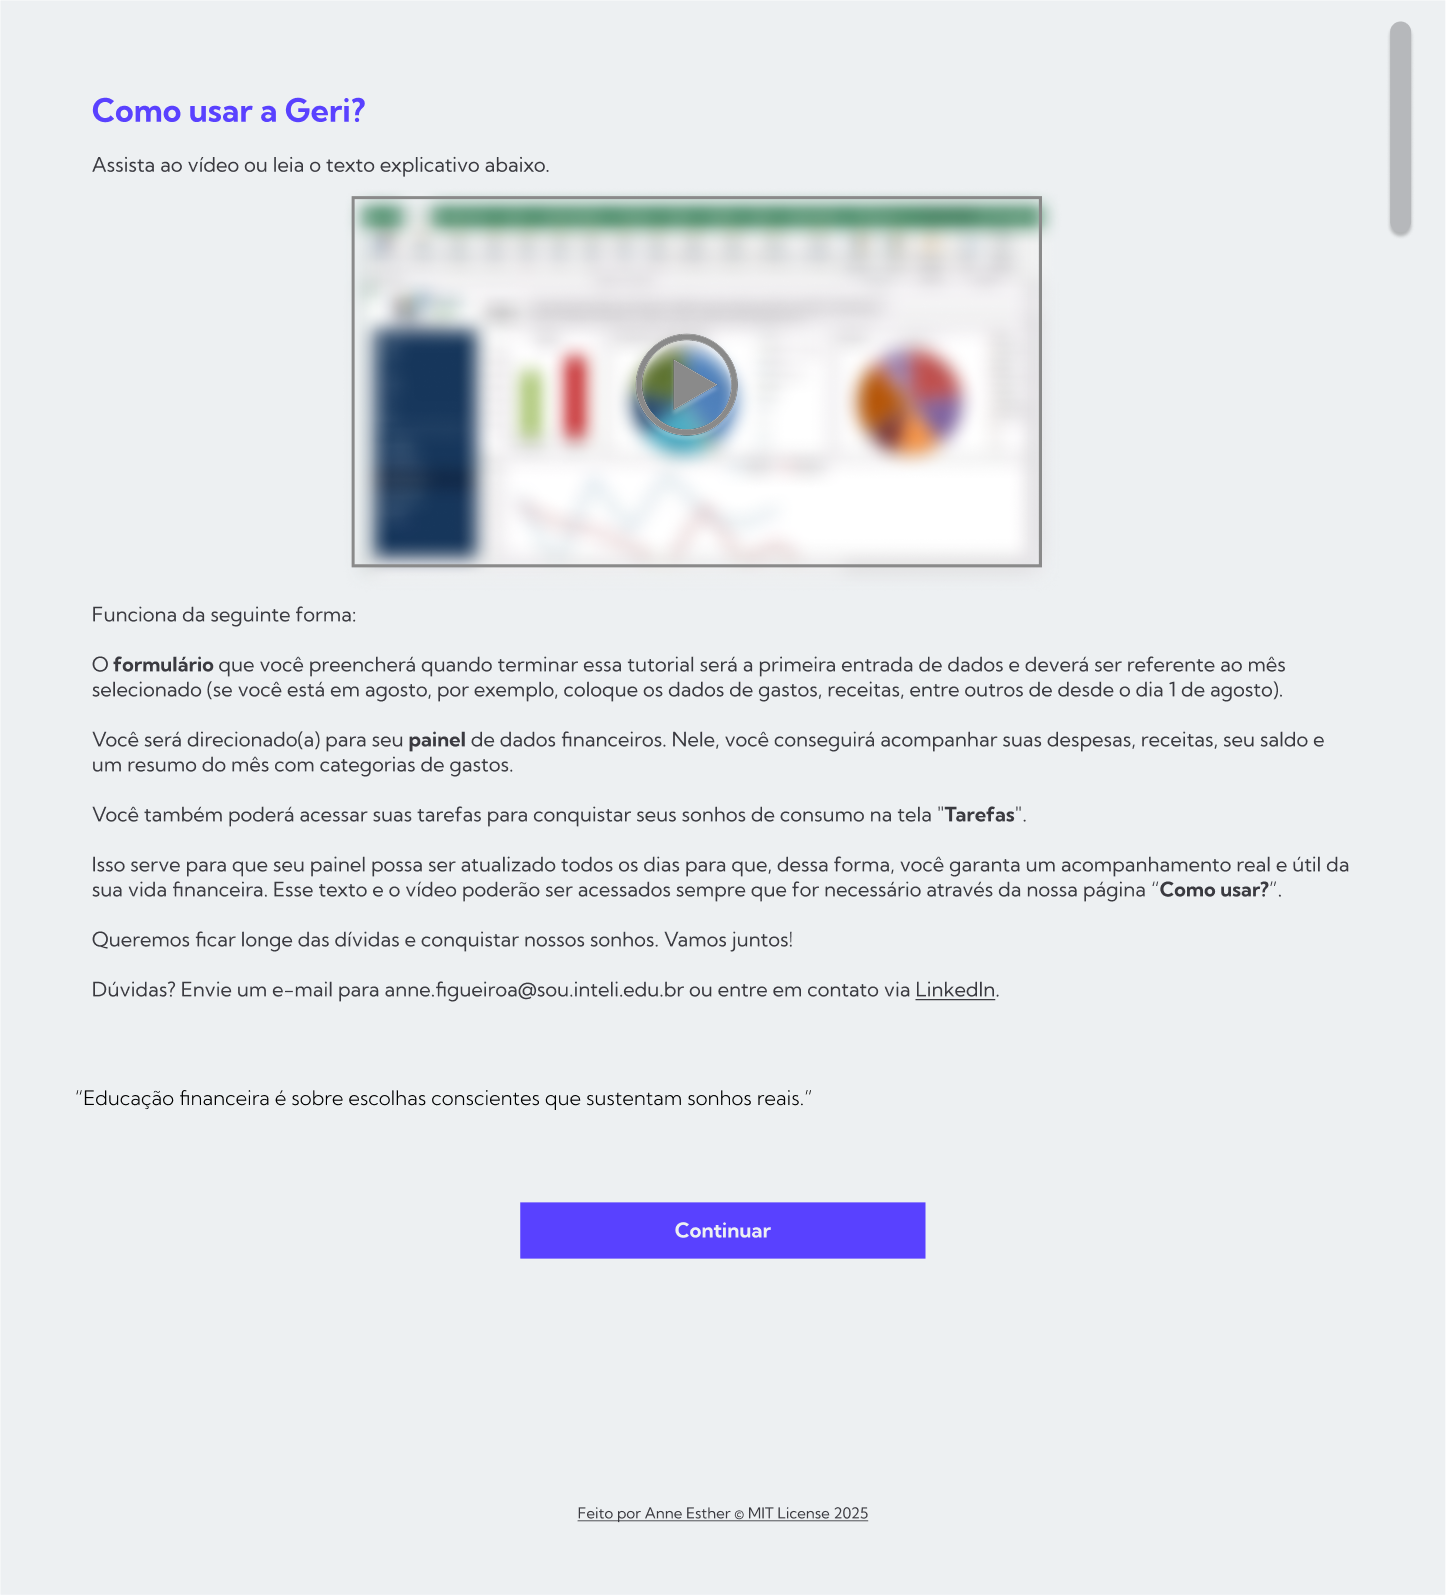 Como usar a Geri?
Assista ao vídeo ou leia o texto explicativo abaixo.
Funciona da seguinte forma:
O formulário que você preencherá quando terminar essa tutorial será a primeira entrada de dados e deverá ser referente ao mês
selecionado (se você está em agosto, por exemplo, coloque os dados de gastos, receitas, entre outros de desde o dia 1 de agosto).
Você será direcionado(a) para seu painel de dados financeiros. Nele, você conseguirá acompanhar suas despesas, receitas, seu saldo e
um resumo do mês com categorias de gastos.
Você também poderá acessar suas tarefas para conquistar seus sonhos de consumo na tela "Tarefas".
Isso serve para que seu painel possa ser atualizado todos os dias para que, dessa forma, você garanta um acompanhamento real e útil da
sua vida financeira. Esse texto e o vídeo poderão ser acessados sempre que for necessário através da nossa página “Como usar?”.
Queremos ficar longe das dívidas e conquistar nossos sonhos. Vamos juntos!
Dúvidas? Envie um e-mail para anne.figueiroa@sou.inteli.edu.br ou entre em contato via LinkedIn.
“Educação financeira é sobre escolhas conscientes que sustentam sonhos reais.”
Continuar
Feito por Anne Esther © MIT License 2025